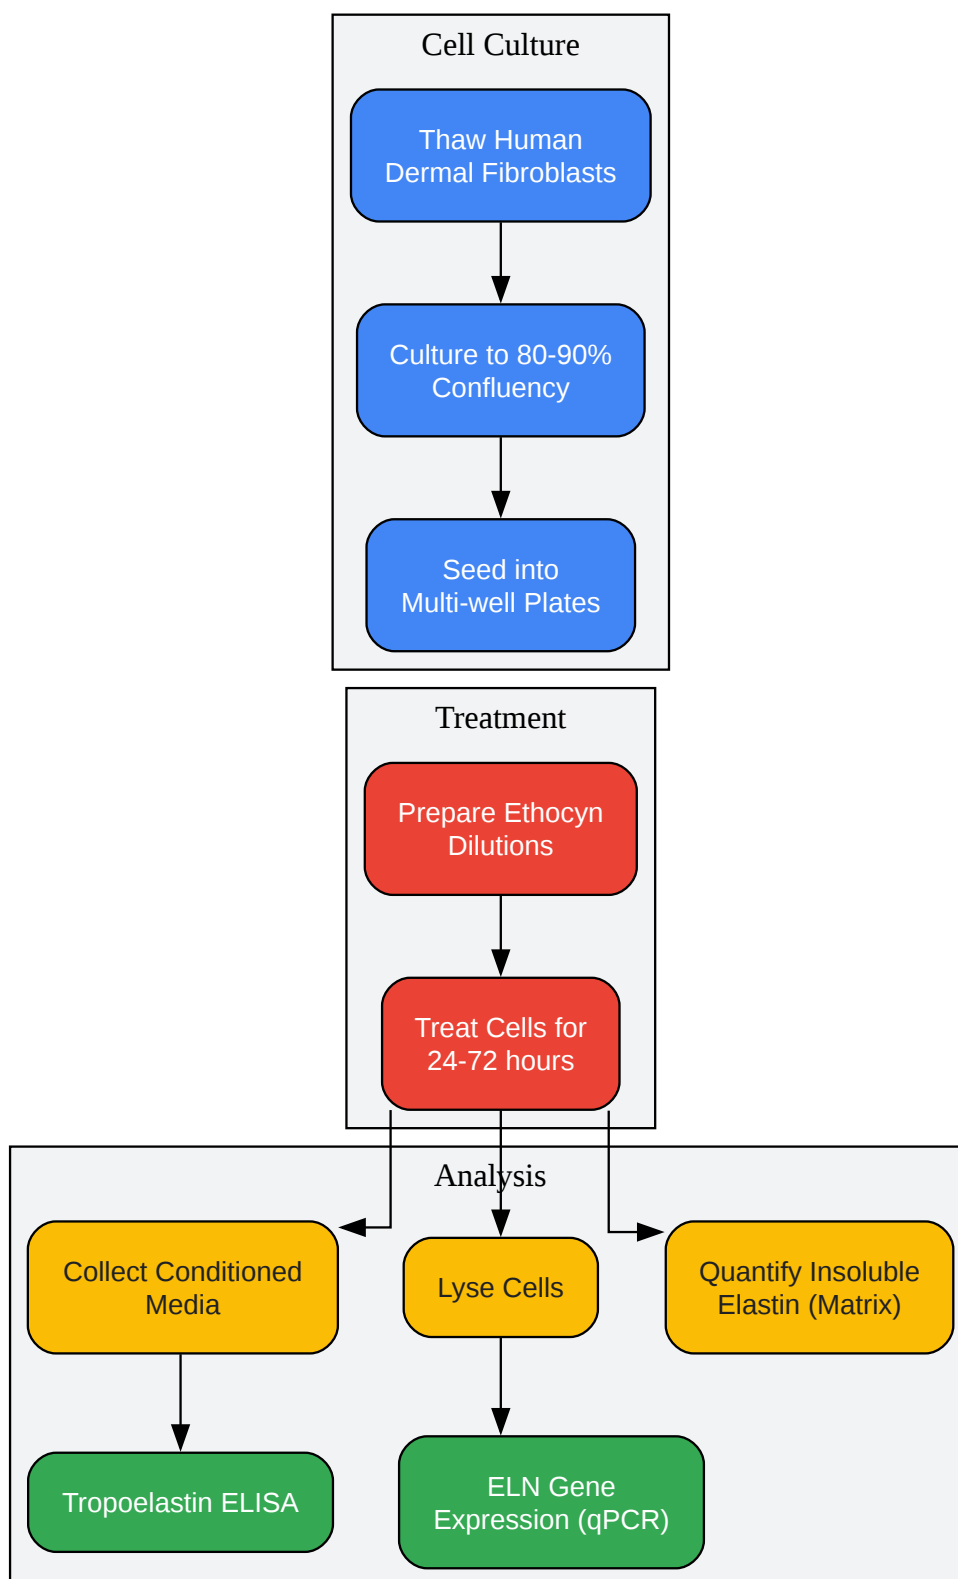 Cell Culture
Thaw Human
Dermal Fibroblasts
Culture to 80-90%
Confluency
Seed into
Multi-well Plates
Treatment
Prepare Ethocyn
Dilutions
Treat Cells for
24-72 hours
Analysis
Collect Conditioned
Media
Lyse Cells
Quantify Insoluble
Elastin (Matrix)
Tropoelastin ELISA
ELN Gene
Expression (qPCR)